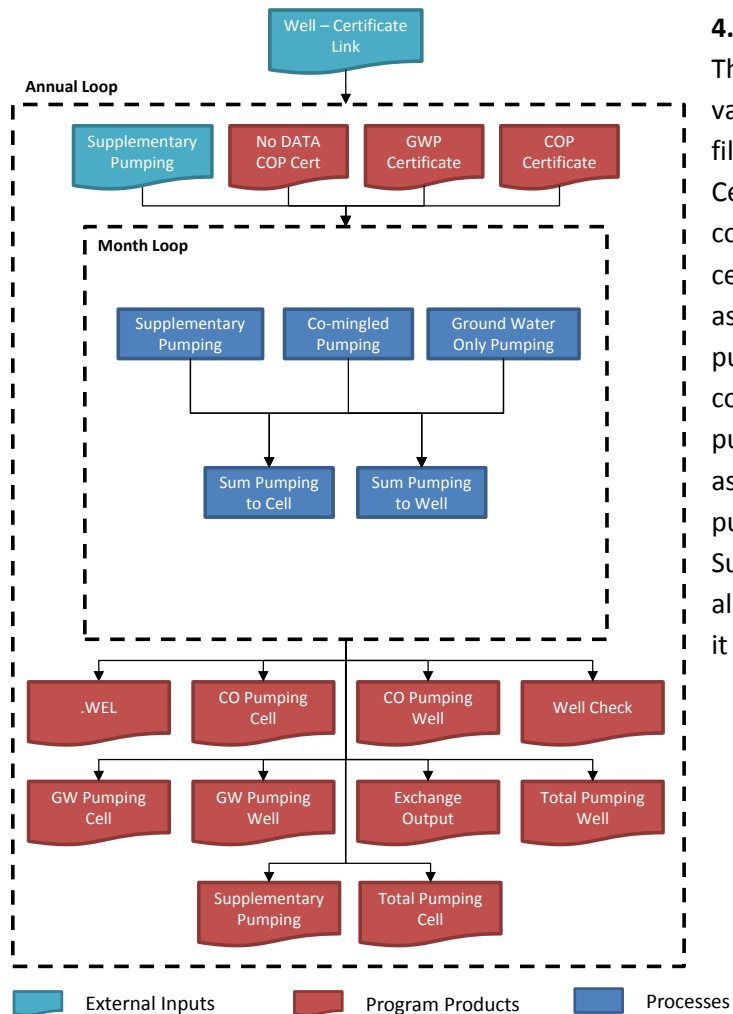 Well – Certificate
Link
Annual Loop
Supplementary
Pumping
No DATA
COP Cert
GWP
Certificate
COP
Certificate
Month Loop
Supplementary
Pumping
Co-mingled
Pumping
Ground Water
Only Pumping
Sum Pumping
to Cell
Sum Pumping
to Well
.WEL
CO Pumping
Cell
CO Pumping
Well
Well Check
GW Pumping
Cell
GW Pumping
Well
Exchange
Output
Total Pumping
Well
Supplementary
Pumping
Total Pumping
Cell
External Inputs
Program Products
Processes
4.
Th
va
fil
Ce
co
ce
as
pu
co
pu
as
pu
Su
al
it